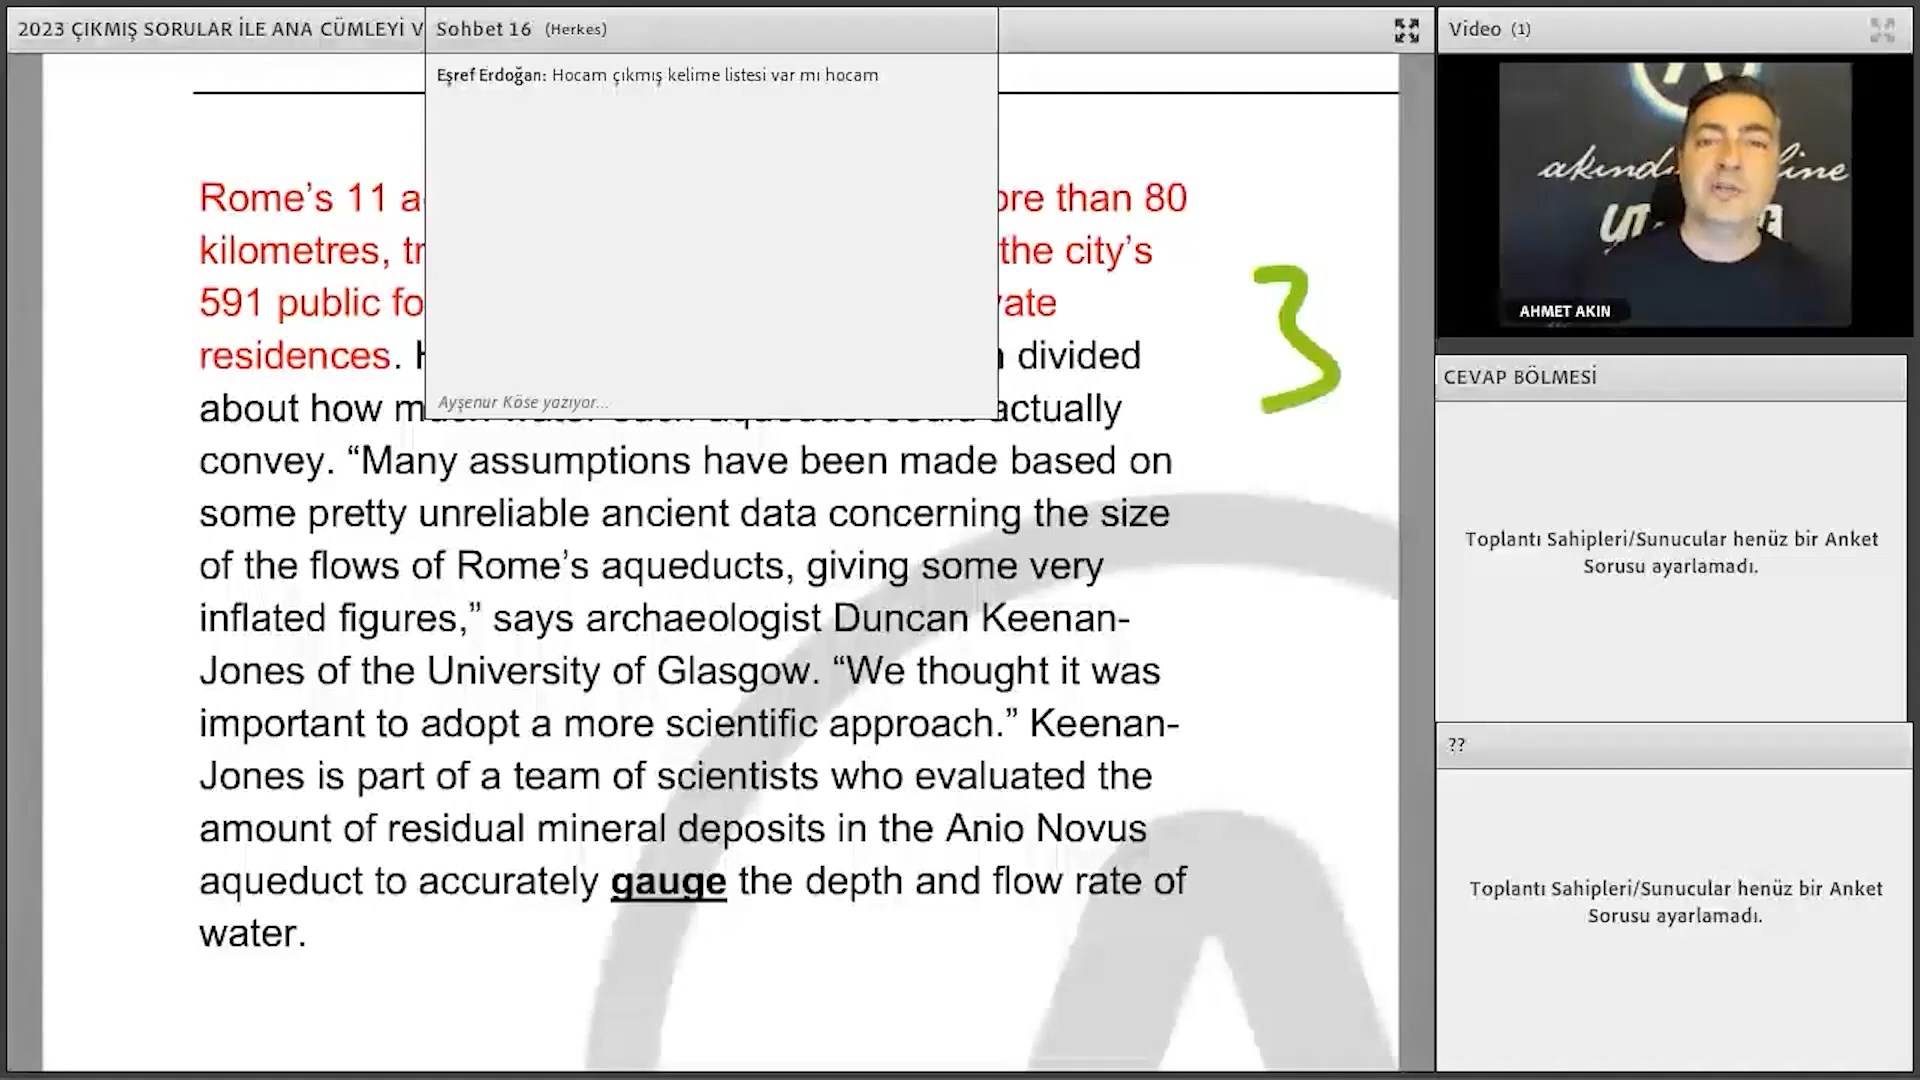 2023 ÇIKMIŞ SORULAR İLE ANA CÜMLEYİ V
Sohbet 16 (Herkes)
Eşref Erdoğan: Hocam çıkmış kelime listesi var mı hocam
Ayşenur Köse yazıyor...
Rome’s 11 a ore than 80
kilometres, tr the city’s
591 public fo vate
residences. divided
about how much water each aqueduct could actually
convey. “Many assumptions have been made based on
some pretty unreliable ancient data concerning the size
of the flows of Rome’s aqueducts, giving some very
inflated figures,” says archaeologist Duncan Keenan-
Jones of the University of Glasgow. “We thought it was
important to adopt a more scientific approach.” Keenan-
Jones is part of a team of scientists who evaluated the
amount of residual mineral deposits in the Anio Novus
aqueduct to accurately gauge the depth and flow rate of
water.
3
Video (1)
AHMET AKIN
CEVAP BÖLMESİ
Toplantı Sahipleri/Sunucular henüz bir Anket
Sorusu ayarlamadı.
??
Toplantı Sahipleri/Sunucular henüz bir Anket
Sorusu ayarlamadı.